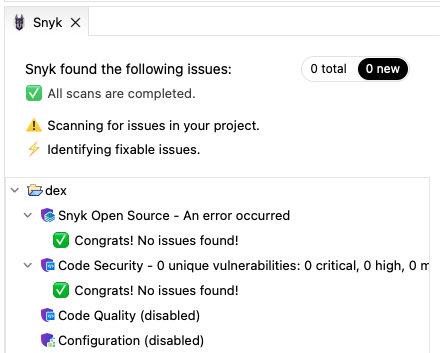 Snyk
Snyk found the following issues:
0 total
0 new
✅ All scans are completed.
⚠️ Scanning for issues in your project.
⚡ Identifying fixable issues.
dex
Snyk Open Source - An error occurred
✅ Congrats! No issues found!
Code Security - 0 unique vulnerabilities: 0 critical, 0 high, 0 m
✅ Congrats! No issues found!
Code Quality (disabled)
Configuration (disabled)